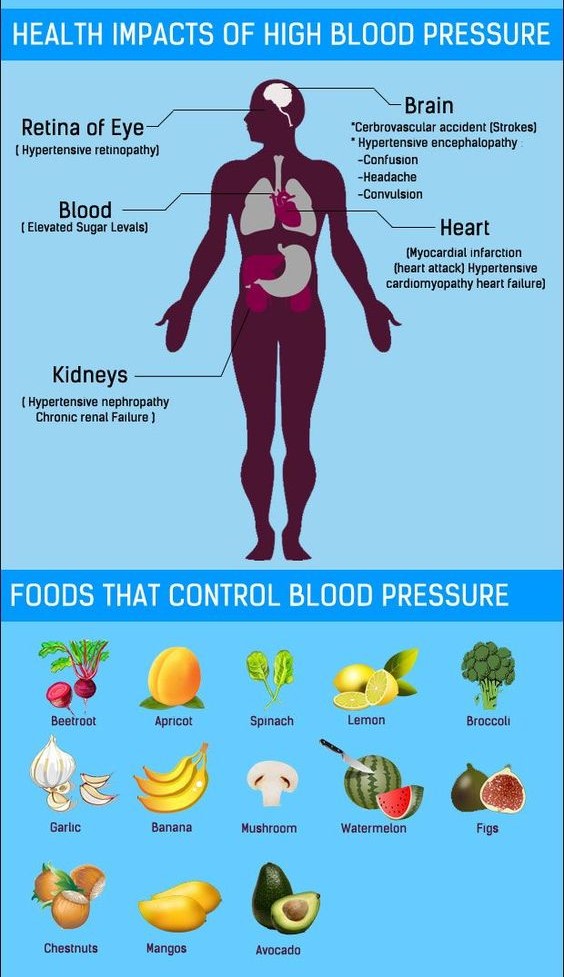 HEALTH IMPACTS OF HIGH BLOOD PRESSURE
Brain
*Cerbrovascular accident (Strokes)
* Hypertensive encephalopathy :
-Confusion
-Headache
-Convulsion
Retina of Eye
( Hypertensive retinopathy)
Blood
( Elevated Sugar Levals)
Heart
(Myocardial infarction
(heart attack) Hypertensive
cardiomyopathy heart failure)
Kidneys
( Hypertensive nephropathy
Chronic renal Failure )
FOODS THAT CONTROL BLOOD PRESSURE
Beetroot
Apricot
Spinach
Lemon
Broccoli
Garlic
Banana
Mushroom
Watermelon
Figs
Chestnuts
Mangos
Avocado